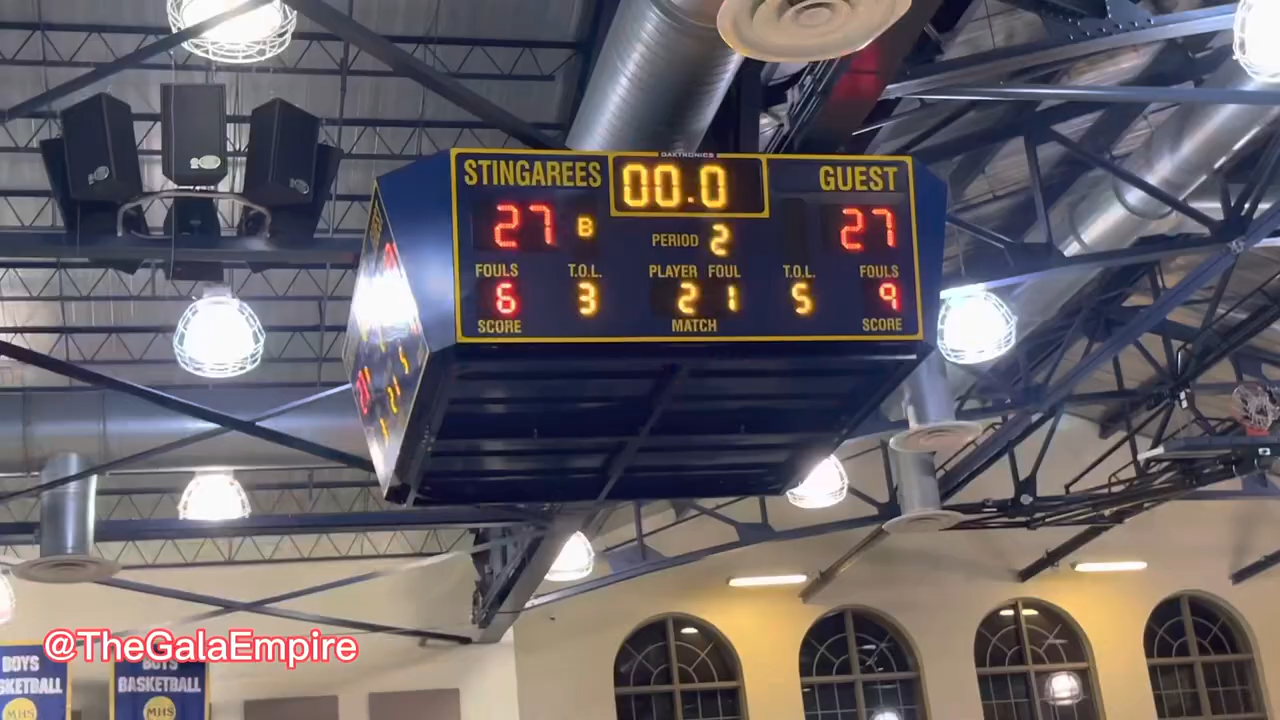 DAKTRONICS
STINGAREES 00.0 GUEST
27 B 27
PERIOD 2
FOULS T.O.L. PLAYER FOUL T.O.L. FOULS
6 3 2 1 5 9
SCORE MATCH SCORE
@TheGalaEmpire
BOYS BOYS
SKETBALL BASKETBALL
MHS MHS